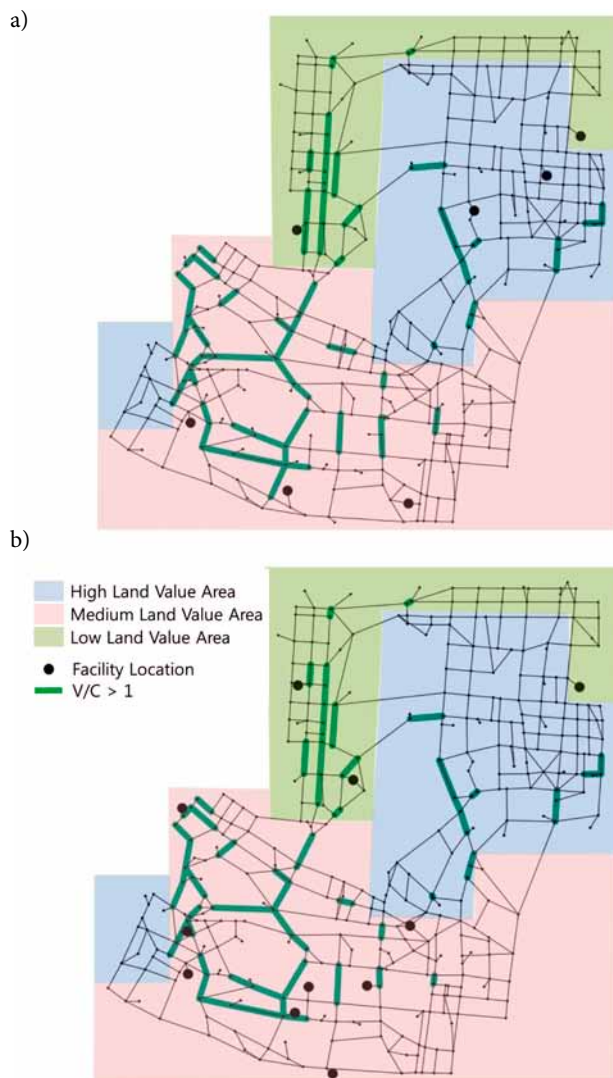 a)
b)
High Land Value Area
Medium Land Value Area
Low Land Value Area
Facility Location
V/C > 1